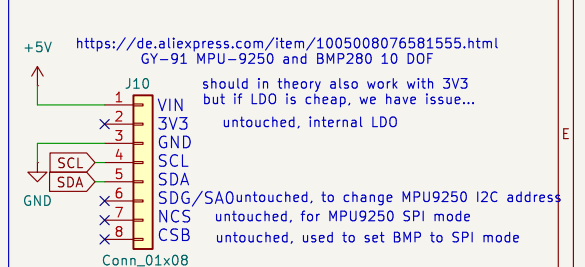 https://de.aliexpress.com/item/1005008076581555.html
+5V
GY-91 MPU-9250 and BMP280 10 DOF
J10
should in theory also work with 3V3
but if LDO is cheap, we have issue...
1 VIN
2 3V3 untouched, internal LDO
3 GND
E
SCL 4 SCL
SDA 5 SDA
GND 6 SDG/SAO untouched, to change MPU9250 I2C address
7 NCS untouched, for MPU9250 SPI mode
8 CSB untouched, used to set BMP to SPI mode
Conn_01x08